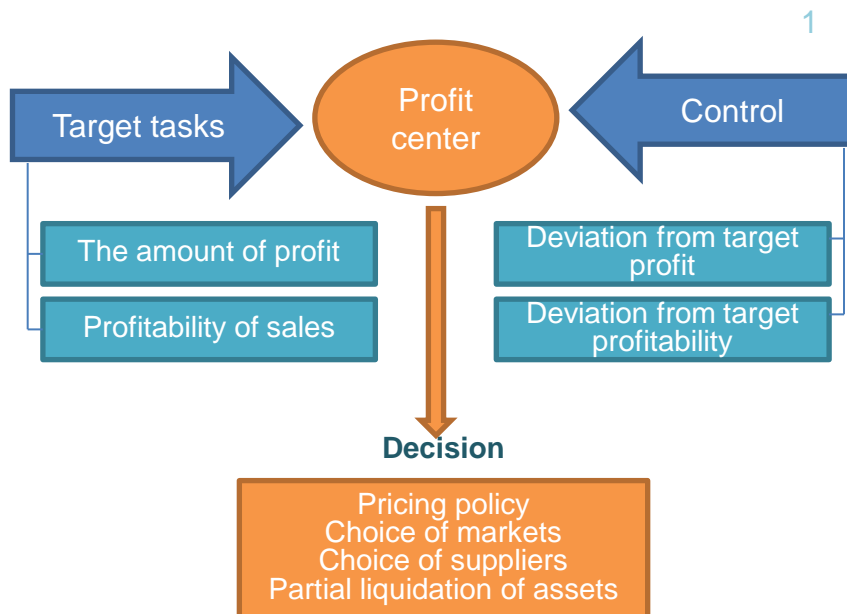 1
Target tasks
Profit
center
Control
The amount of profit
Profitability of sales
Deviation from target
profit
Deviation from target
profitability
Decision
Pricing policy
Choice of markets
Choice of suppliers
Partial liquidation of assets